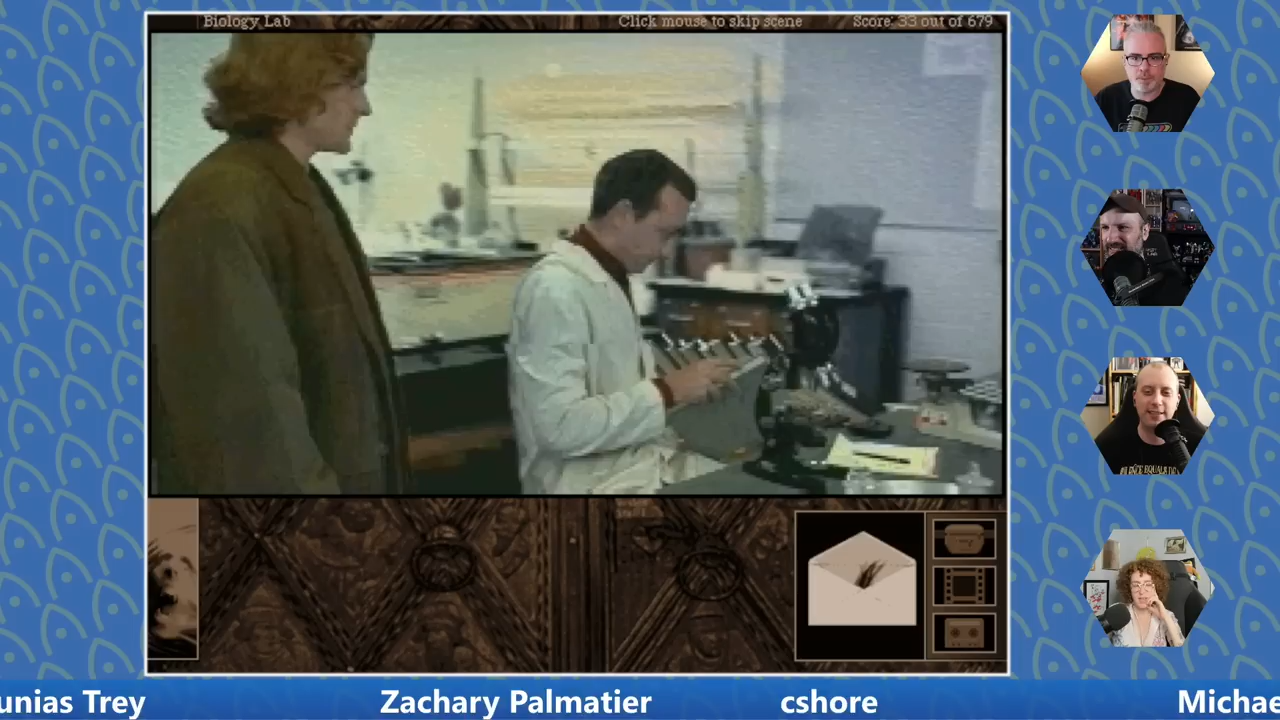 Biology Lab Click mouse to skip scene Score: 33 out of 679
unias Trey Zachary Palmatier cshore Michae